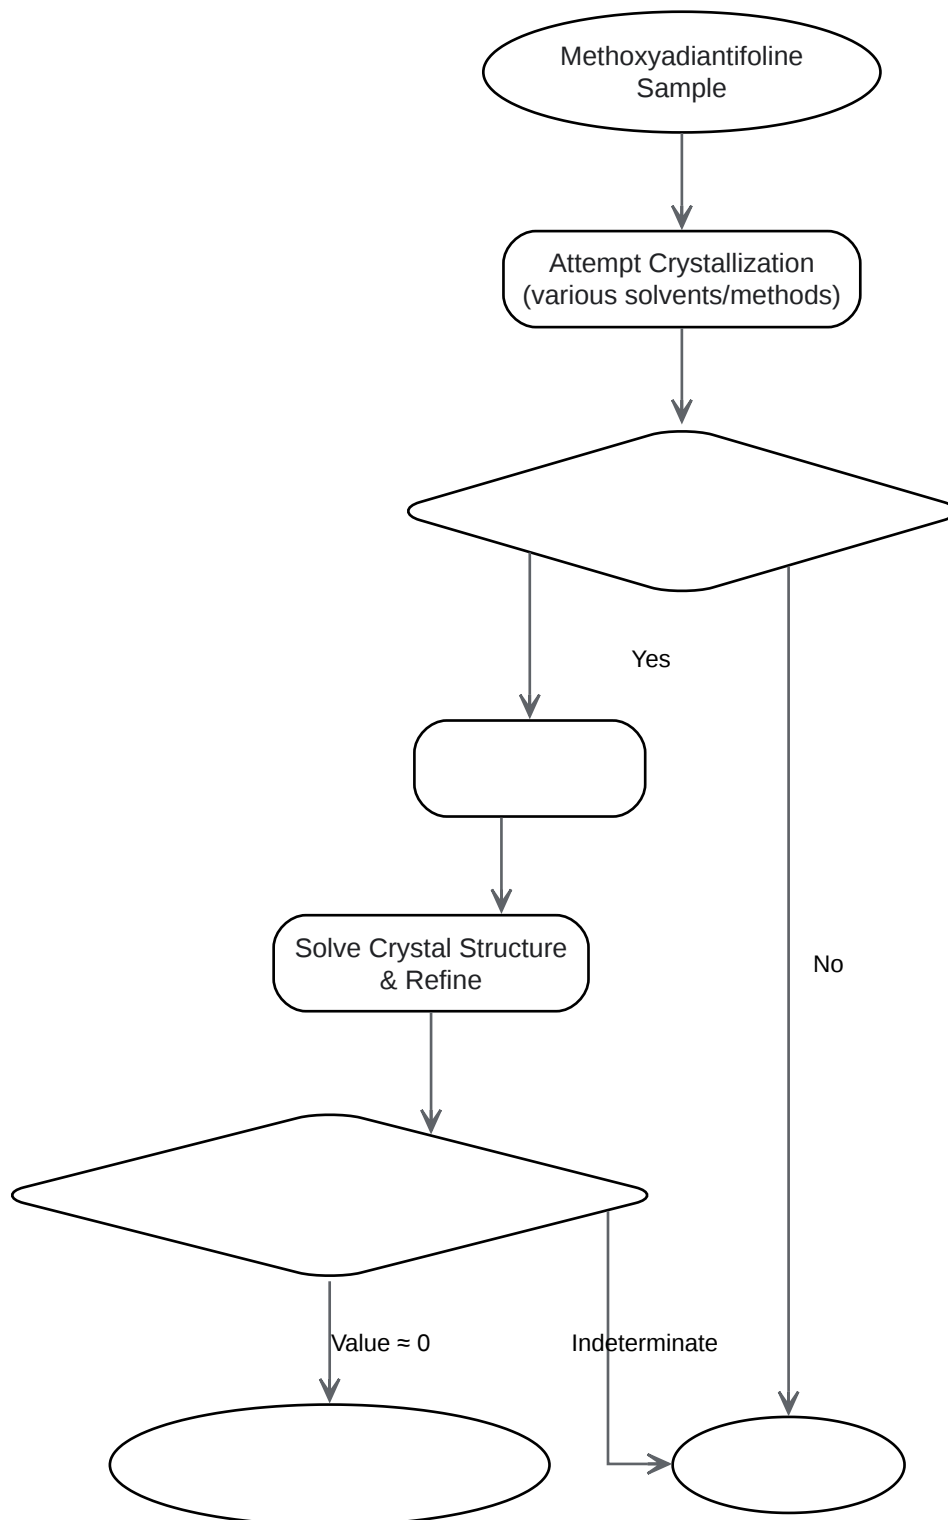 Methoxyadiantifoline
Sample
Attempt Crystallization
(various solvents/methods)
Yes
Solve Crystal Structure
& Refine
No
Value ≈ 0
Indeterminate